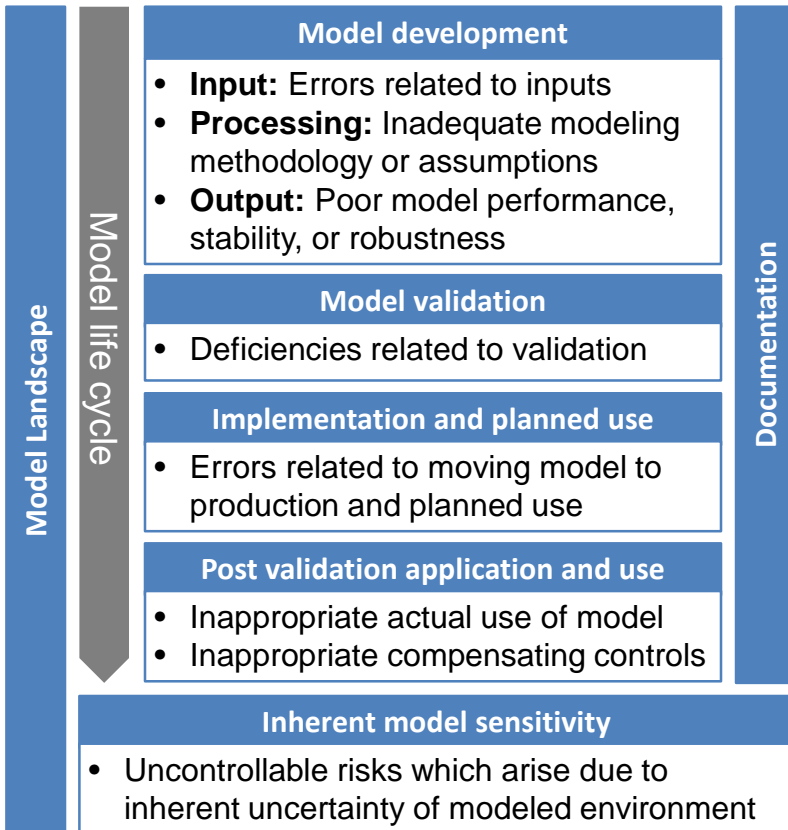 Model Landscape
Model life cycle
Model development
• Input: Errors related to inputs
• Processing: Inadequate modeling
methodology or assumptions
• Output: Poor model performance,
stability, or robustness
Model validation
• Deficiencies related to validation
Implementation and planned use
• Errors related to moving model to
production and planned use
Post validation application and use
• Inappropriate actual use of model
• Inappropriate compensating controls
Documentation
Inherent model sensitivity
• Uncontrollable risks which arise due to
inherent uncertainty of modeled environment